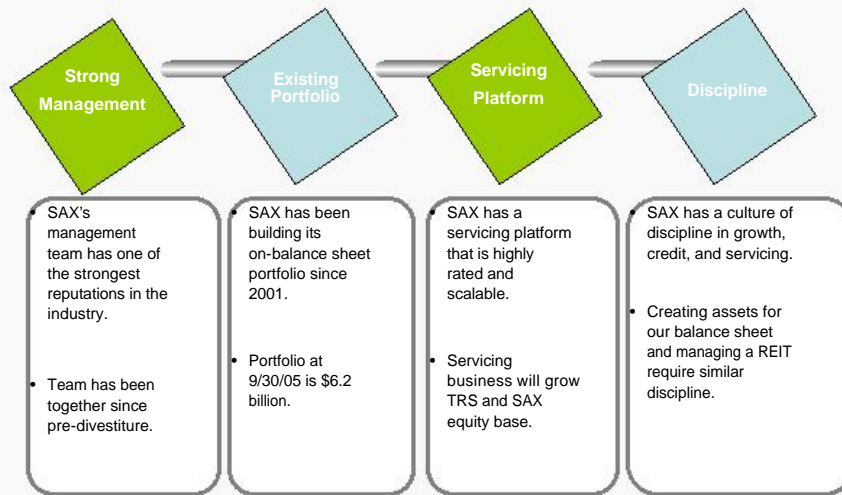 Strong
Management
Existing
Portfolio
Servicing
Platform
Discipline
• SAX's
management
team has one of
the strongest
reputations in the
industry.
• Team has been
together since
pre-divestiture.
• SAX has been
building its
on-balance sheet
portfolio since
2001.
• Portfolio at
9/30/05 is $6.2
billion.
• SAX has a
servicing platform
that is highly
rated and
scalable.
• Servicing
business will grow
TRS and SAX
equity base.
• SAX has a culture of
discipline in growth,
credit, and servicing.
• Creating assets for
our balance sheet
and managing a REIT
require similar
discipline.